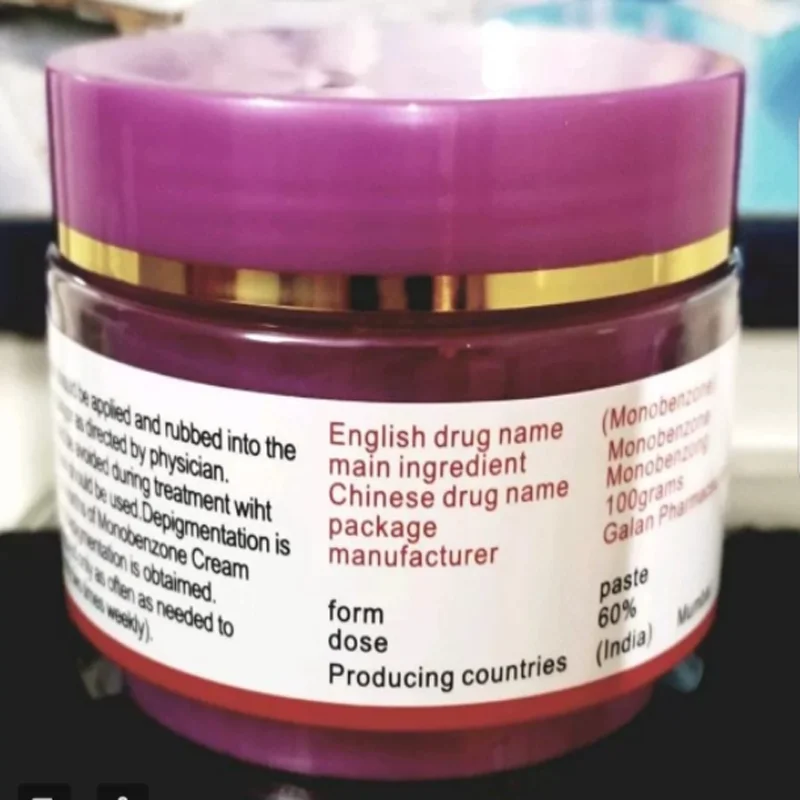 be applied and rubbed into the
as directed by physician.
avoided during treatment wiht
be used.Depigmentation is
of Monobenzone Cream
is obtaimed.
only as often as needed to
weekly).
English drug name (Monobenzone)
main ingredient Monobenzone
Chinese drug name Monobenzong
package 100grams
manufacturer Galan
form paste
dose 60%
Producing countries (India)